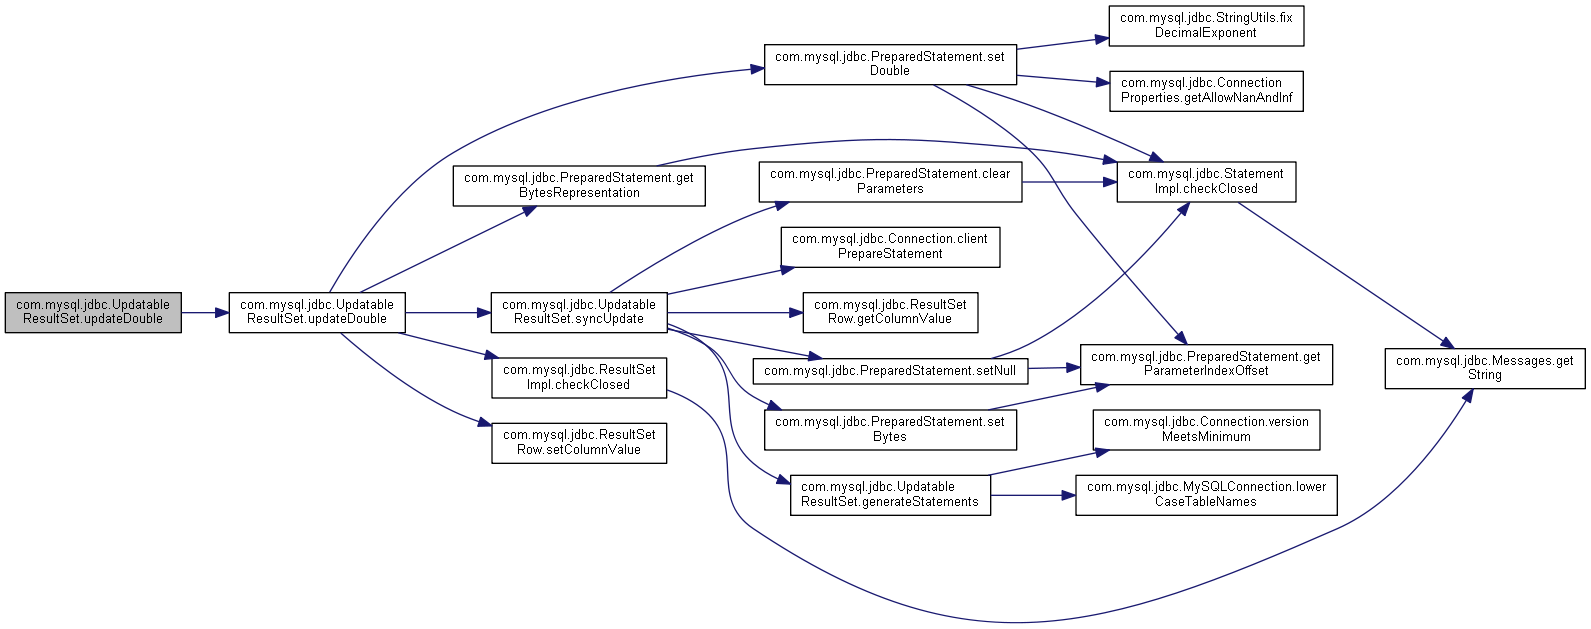 com.mysql.jdbc.StringUtils.fix
DecimalExponent
com.mysql.jdbc.PreparedStatement.set
Double
com.mysql.jdbc.Connection
Properties.getAllowNanAndInf
com.mysql.jdbc.PreparedStatement.get
BytesRepresentation
com.mysql.jdbc.PreparedStatement.clear
Parameters
com.mysql.jdbc.Statement
Impl.checkClosed
com.mysql.jdbc.Connection.client
PrepareStatement
com.mysql.jdbc.Updatable
ResultSet.updateDouble
com.mysql.jdbc.Updatable
ResultSet.updateDouble
com.mysql.jdbc.Updatable
ResultSet.syncUpdate
com.mysql.jdbc.ResultSet
Row.getColumnValue
com.mysql.jdbc.ResultSet
Impl.checkClosed
com.mysql.jdbc.PreparedStatement.setNull
com.mysql.jdbc.PreparedStatement.get
ParameterIndexOffset
com.mysql.jdbc.Messages.get
String
com.mysql.jdbc.ResultSet
Row.setColumnValue
com.mysql.jdbc.PreparedStatement.set
Bytes
com.mysql.jdbc.Connection.version
MeetsMinimum
com.mysql.jdbc.Updatable
ResultSet.generateStatements
com.mysql.jdbc.MySQLConnection.lower
CaseTableNames